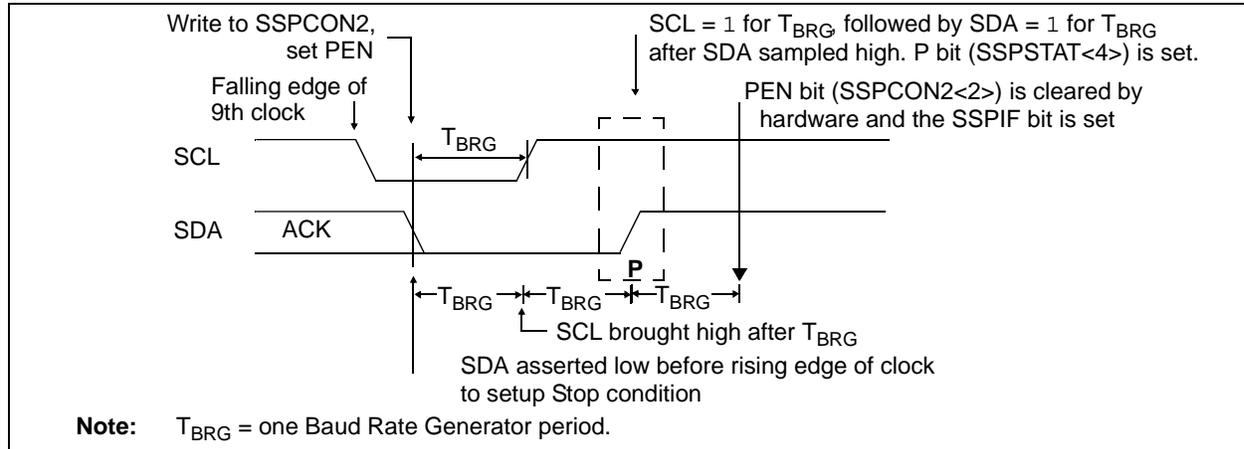 Write to SSPCON2,
set PEN
SCL = 1 for TBRG, followed by SDA = 1 for TBRG
after SDA sampled high. P bit (SSPSTAT<4>) is set.
Falling edge of
9th clock
PEN bit (SSPCON2<2>) is cleared by
hardware and the SSPIF bit is set
TBRG
SCL
SDA
ACK
P
TBRG
TBRG
TBRG
SCL brought high after TBRG
SDA asserted low before rising edge of clock
to setup Stop condition
Note: TBRG = one Baud Rate Generator period.